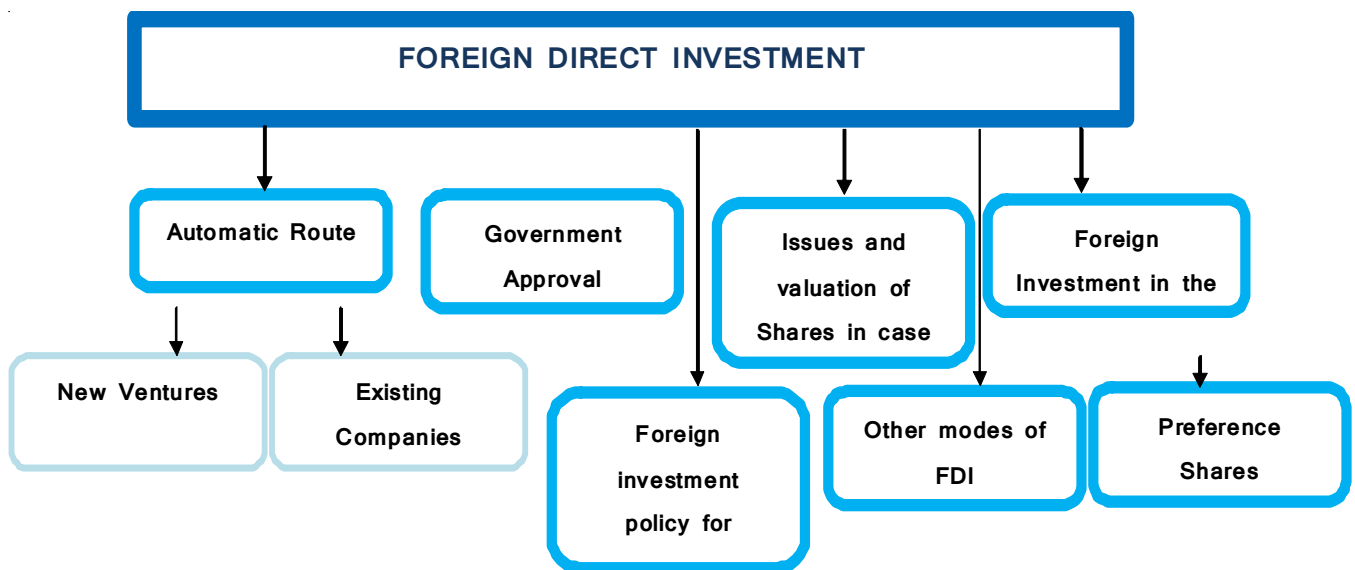 FOREIGN DIRECT INVESTMENT
Automatic Route
Government
Approval
Issues and
valuation of
Shares in case
Foreign
Investment in the
New Ventures
Existing
Companies
Foreign
investment
policy for
Other modes of
FDI
Preference
Shares